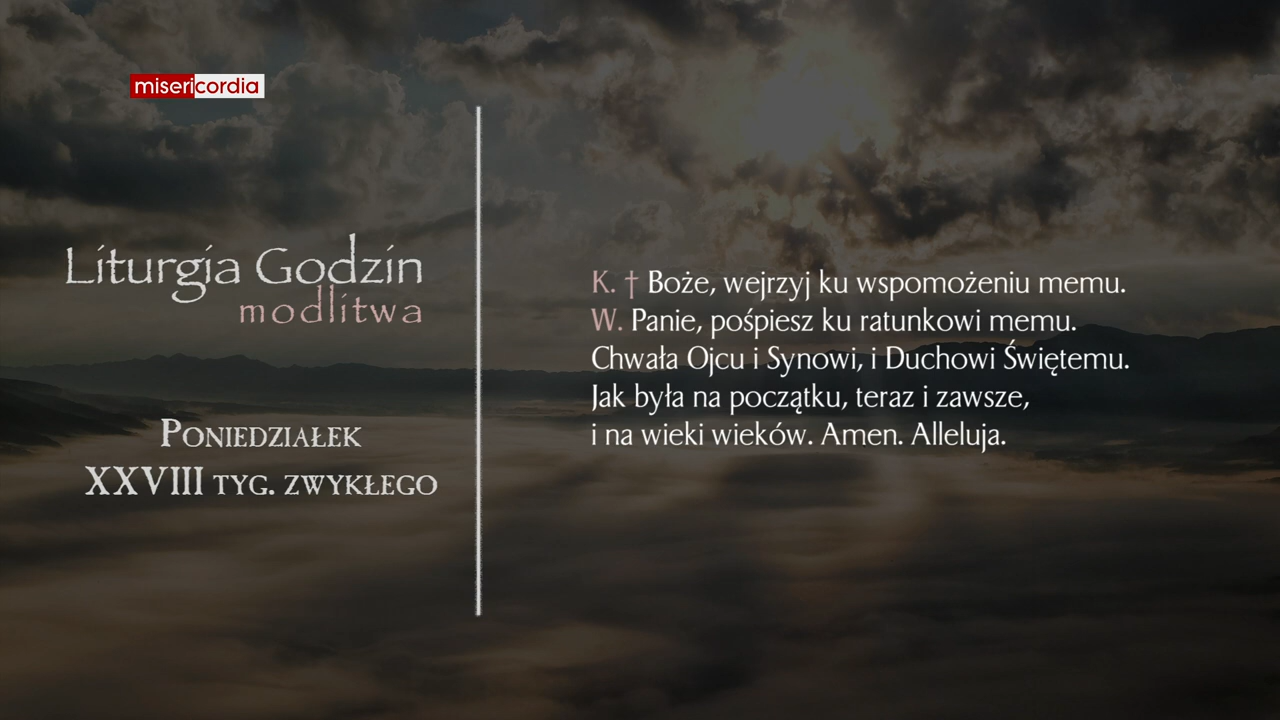 misericordia
Liturgia Godzin
modlitwa
Poniedziałek
XXVIII tyg. zwykłego
K. † Boże, wejrzyj ku wspomożeniu memu.
W. Panie, pośpiesz ku ratunkowi memu.
Chwała Ojcu i Synowi, i Duchowi Świętemu.
Jak była na początku, teraz i zawsze,
i na wieki wieków. Amen. Alleluja.